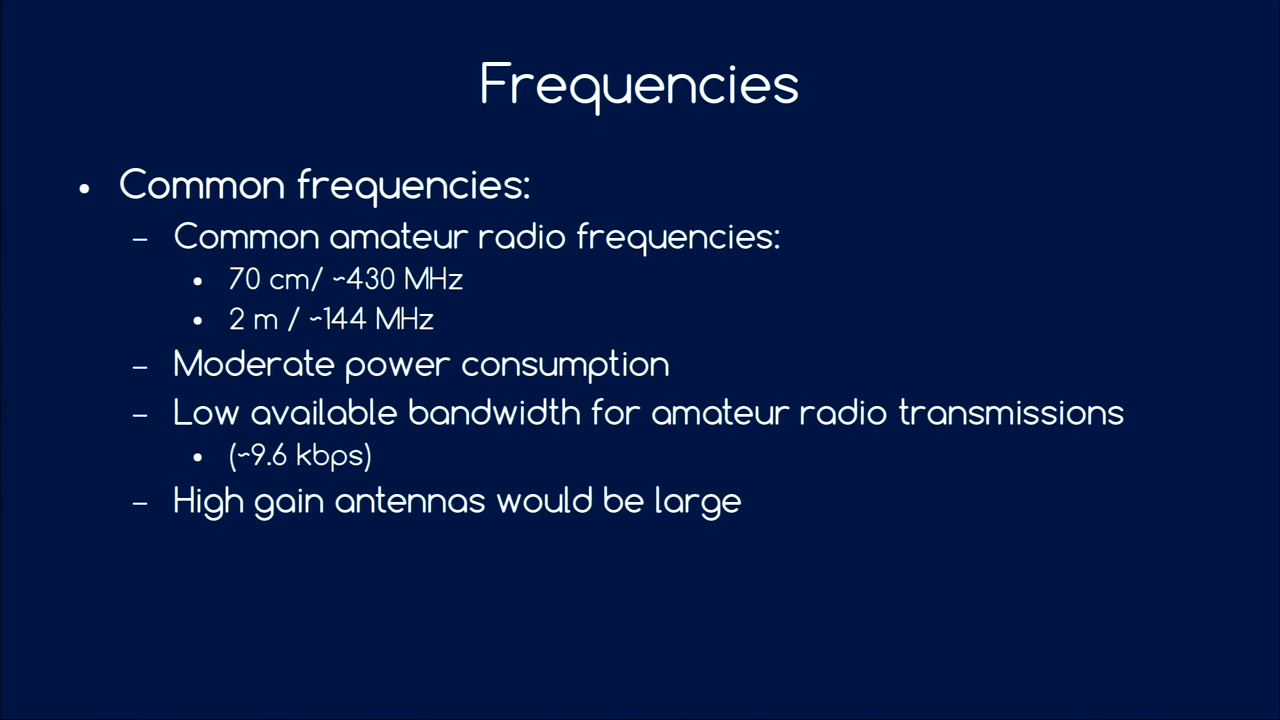 Frequencies
• Common frequencies:
– Common amateur radio frequencies:
• 70 cm/ ~430 MHz
• 2 m / ~144 MHz
– Moderate power consumption
– Low available bandwidth for amateur radio transmissions
• (~9.6 kbps)
– High gain antennas would be large